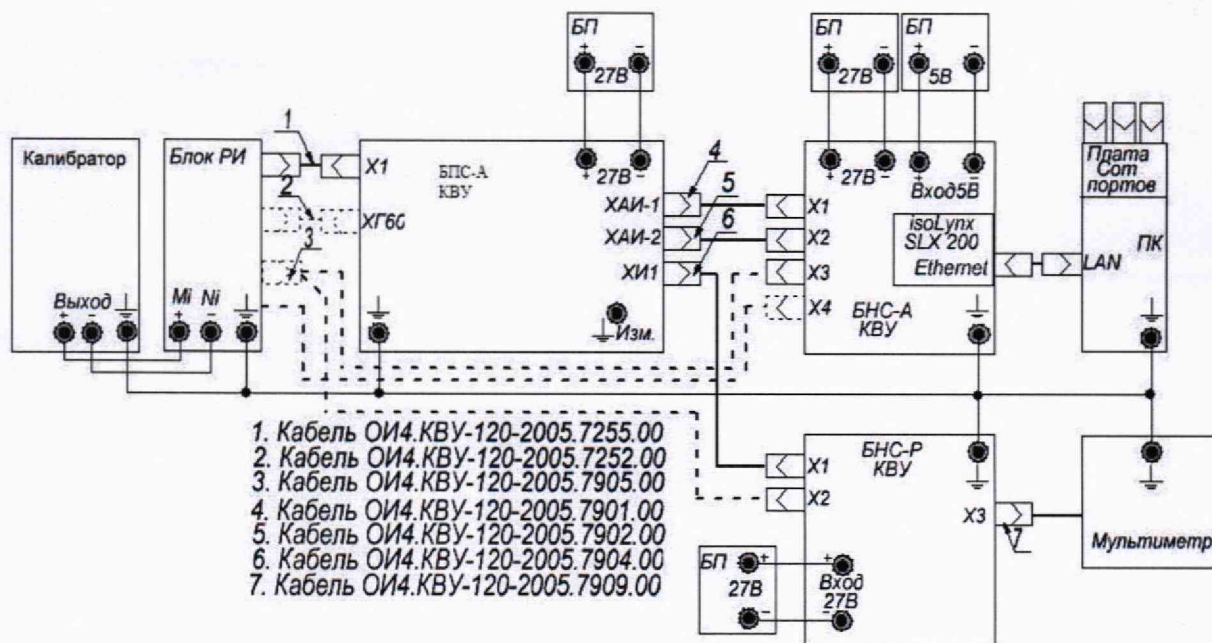 БП
+ −
27В
БП
+ −
27В
БП
+ −
5В
Калибратор
Выход
+ −
Блок РИ
Mi Ni
+ −
1
2
3
X1
ХГ60
БПС-А
КВУ
+ 27В −
ХАИ-1
ХАИ-2
ХИ1
Изм.
4
5
6
+ 27В −
+ Вход5В −
X1
X2
X3
X4
isoLynx
SLX 200
Ethernet
БНС-А
КВУ
Плата
Com
портов
ПК
LAN
1. Кабель ОИ4.КВУ-120-2005.7255.00
2. Кабель ОИ4.КВУ-120-2005.7252.00
3. Кабель ОИ4.КВУ-120-2005.7905.00
4. Кабель ОИ4.КВУ-120-2005.7901.00
5. Кабель ОИ4.КВУ-120-2005.7902.00
6. Кабель ОИ4.КВУ-120-2005.7904.00
7. Кабель ОИ4.КВУ-120-2005.7909.00
X1
X2
БНС-Р
КВУ
X3
7
Мультиметр
БП
+
27В
−
+
Вход
27В
−